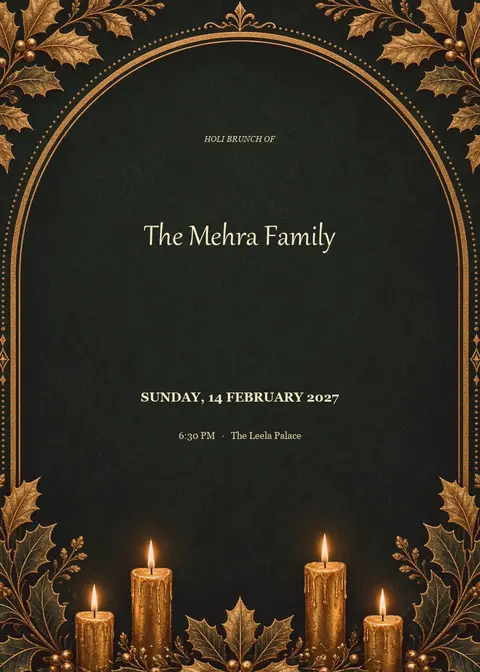 HOLI BRUNCH OF
The Mehra Family
SUNDAY, 14 FEBRUARY 2027
6:30 PM · The Leela Palace